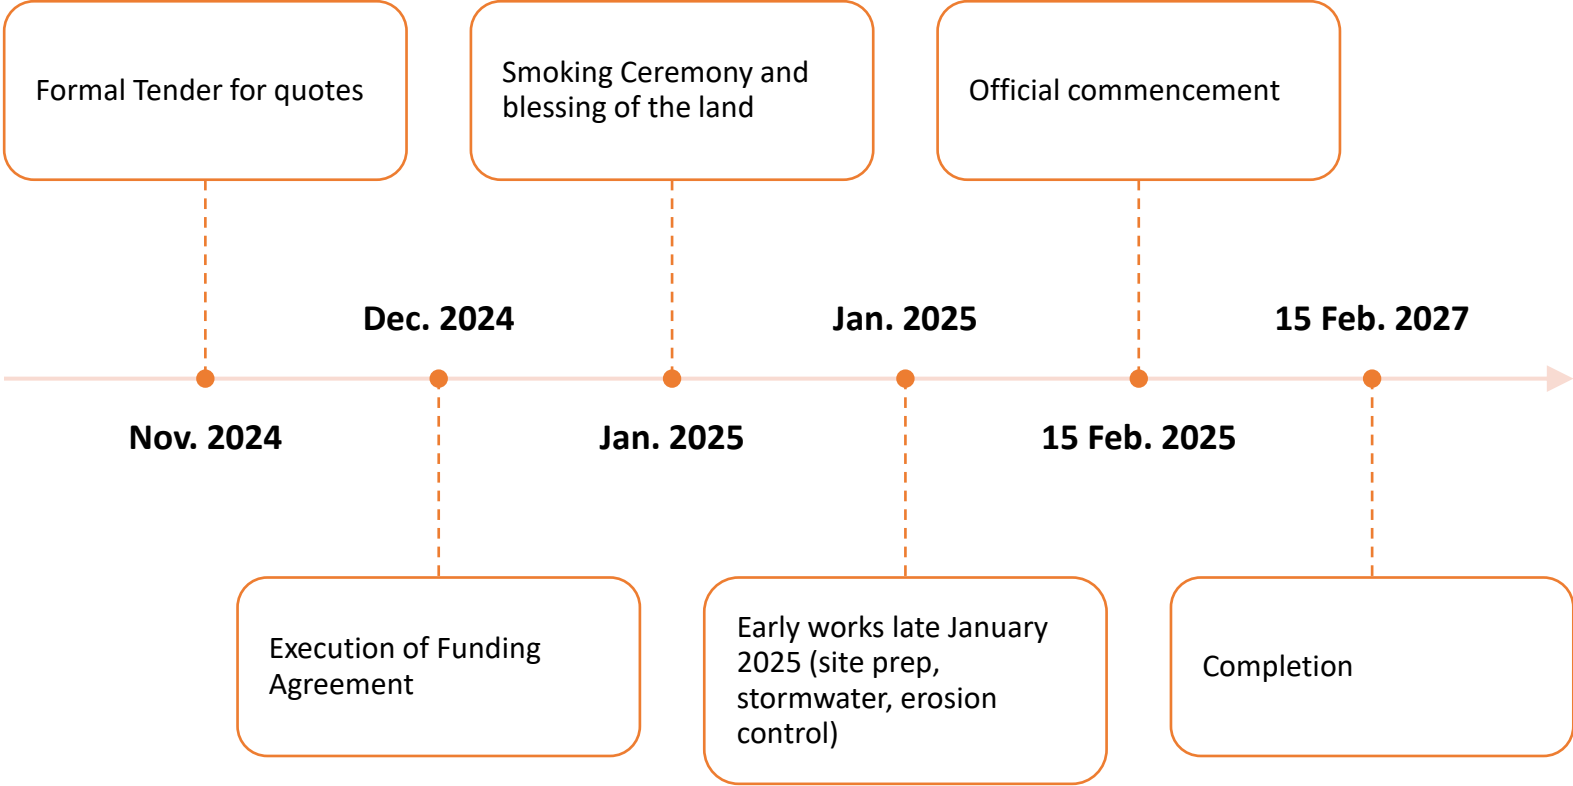 Formal Tender for quotes
Smoking Ceremony and
blessing of the land
Official commencement
Dec. 2024
Jan. 2025
15 Feb. 2027
Nov. 2024
Jan. 2025
15 Feb. 2025
Execution of Funding
Agreement
Early works late January
2025 (site prep,
stormwater, erosion
control)
Completion